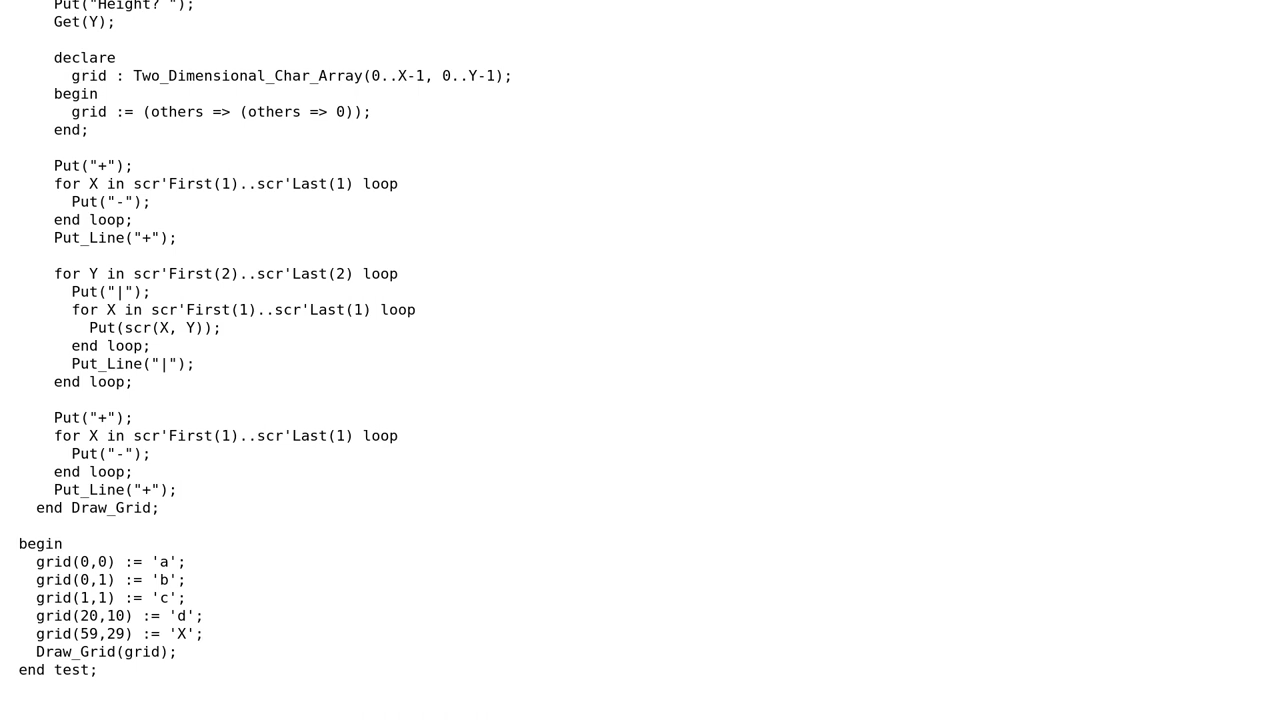 Put("Height? ");
Get(Y);
declare
grid : Two_Dimensional_Char_Array(0..X-1, 0..Y-1);
begin
grid := (others => (others => 0));
end;
Put("+");
for X in scr'First(1)..scr'Last(1) loop
Put("-");
end loop;
Put_Line("+");
for Y in scr'First(2)..scr'Last(2) loop
Put("|");
for X in scr'First(1)..scr'Last(1) loop
Put(scr(X, Y));
end loop;
Put_Line("|");
end loop;
Put("+");
for X in scr'First(1)..scr'Last(1) loop
Put("-");
end loop;
Put_Line("+");
end Draw_Grid;
begin
grid(0,0) := 'a';
grid(0,1) := 'b';
grid(1,1) := 'c';
grid(20,10) := 'd';
grid(59,29) := 'X';
Draw_Grid(grid);
end test;